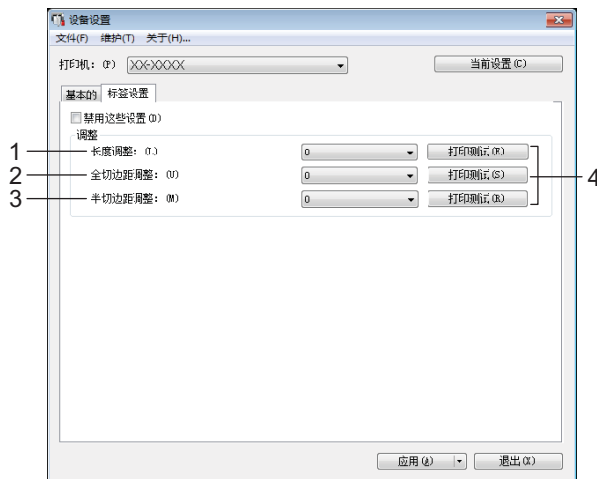 设备设置
文件(F) 维护(T) 关于(H)...
打印机: (P) XX-XXXX 当前设置(C)
基本的 标签设置
禁用这些设置(D)
调整
1 长度调整: (L) 0 打印测试(E)
2 全切边距调整: (U) 0 打印测试(S) 4
3 半切边距调整: (M) 0 打印测试(R)
应用(A) 退出(X)